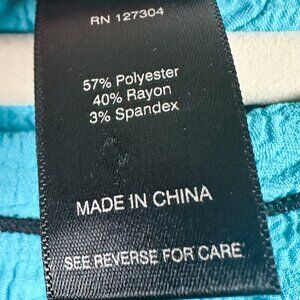 RN 127304
57% Polyester
40% Rayon
3% Spandex
MADE IN CHINA
SEE REVERSE FOR CARE